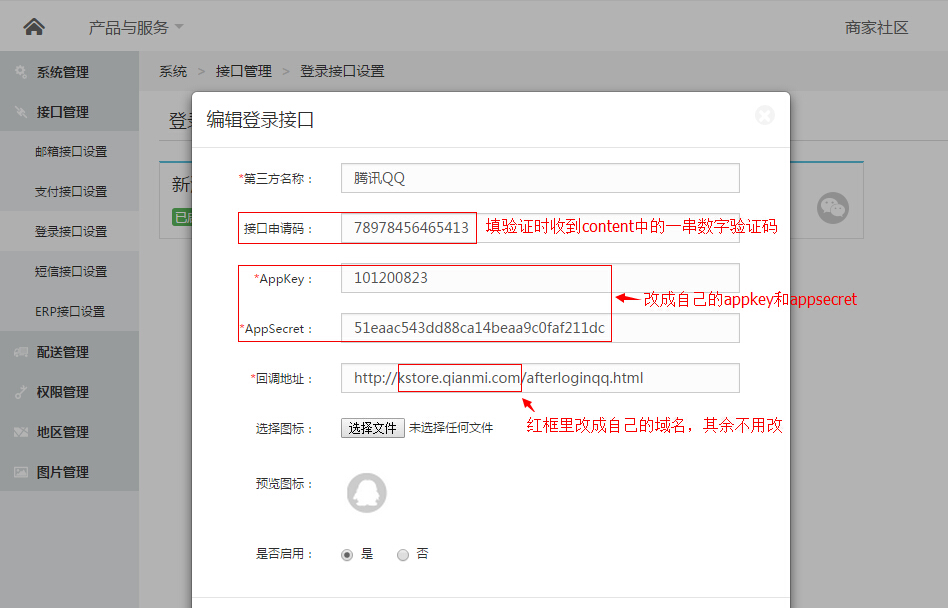 产品与服务
商家社区
系统管理
系统 > 接口管理 > 登录接口设置
接口管理
登
编辑登录接口
邮箱接口设置
*第三方名称：
腾讯QQ
支付接口设置
新
已
登录接口设置
接口申请码：
78978456465413
填验证时收到content中的一串数字验证码
短信接口设置
*AppKey：
101200823
改成自己的appkey和appsecret
ERP接口设置
*AppSecret：
51eaac543dd88ca14beaa9c0faf211dc
配送管理
*回调地址：
http://kstore.qianmi.com/afterloginqq.html
权限管理
选择图标：
选择文件 未选择任何文件
红框里改成自己的域名，其余不用改
地区管理
图片管理
预览图标：
是否启用：
是
否